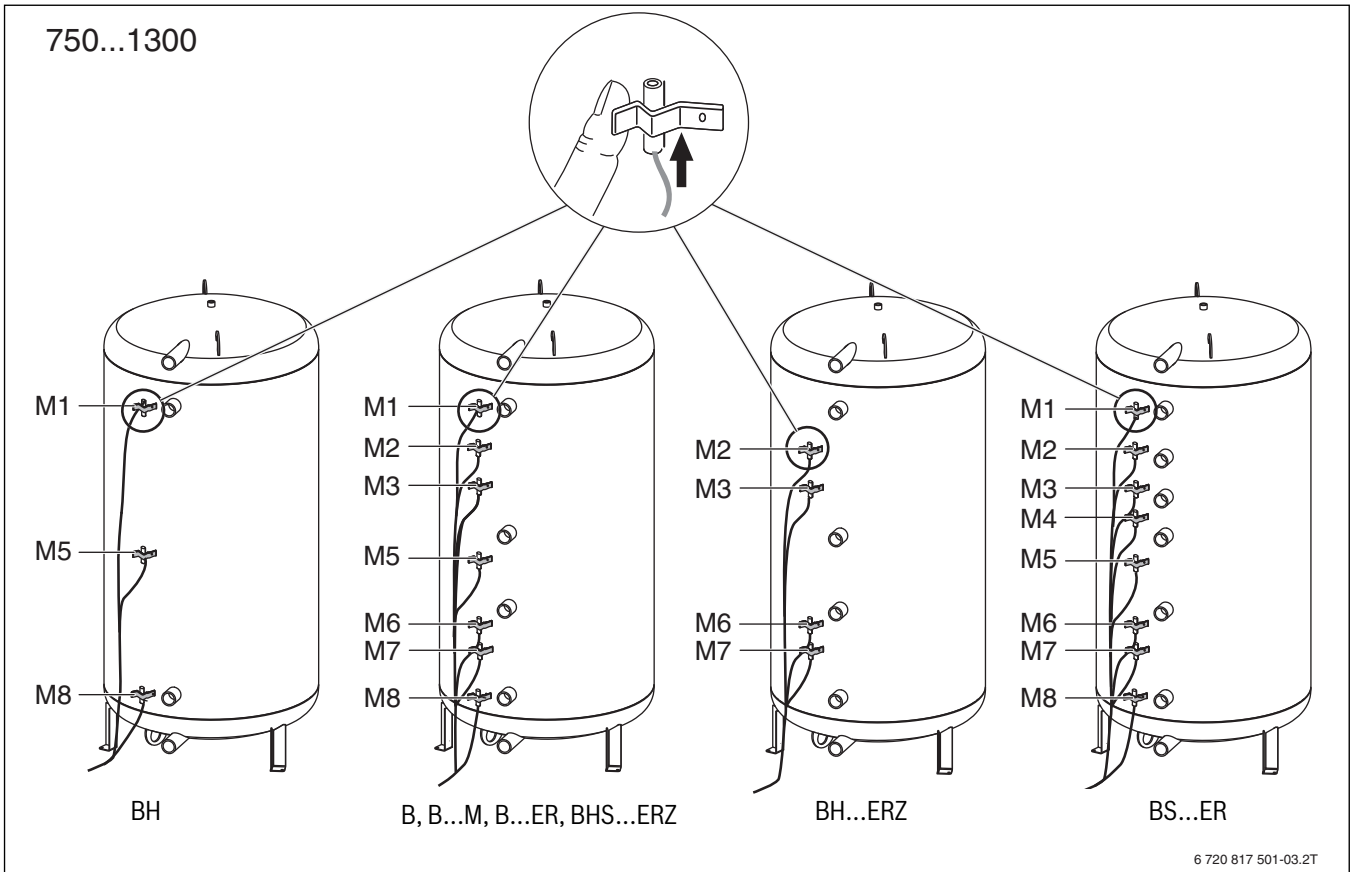 750...1300
M1
M5
M8
BH
M1
M2
M3
M5
M6
M7
M8
B, B...M, B...ER, BHS...ERZ
M2
M3
M6
M7
BH...ERZ
M1
M2
M3
M4
M5
M6
M7
M8
BS...ER
6 720 817 501-03.2T